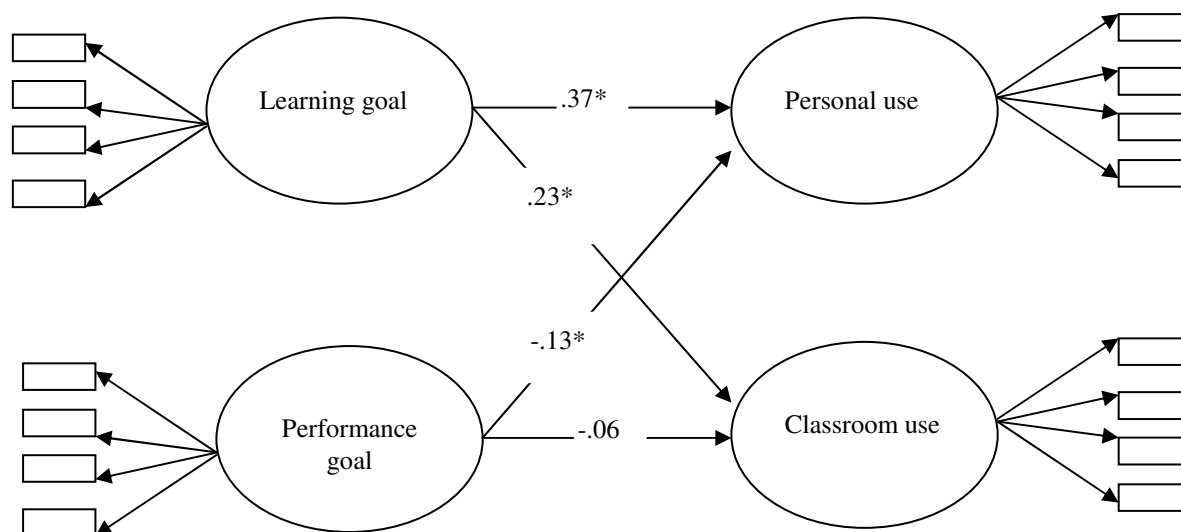 Learning goal
.37*
Personal use
.23*
-.13*
Performance
goal
-.06
Classroom use